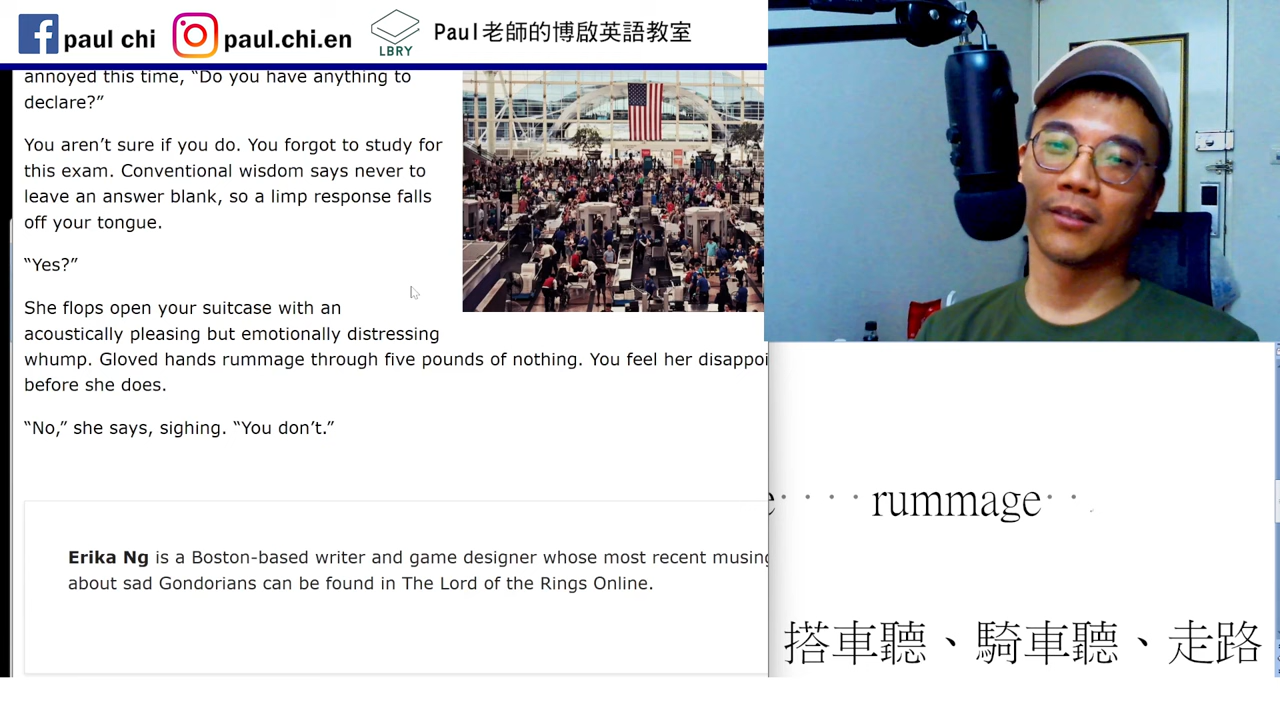 paul chi
paul.chi.en
LBRY
Paul老師的博啟英語教室
annoyed this time, “Do you have anything to
declare?”
You aren’t sure if you do. You forgot to study for
this exam. Conventional wisdom says never to
leave an answer blank, so a limp response falls
off your tongue.
“Yes?”
She flops open your suitcase with an
acoustically pleasing but emotionally distressing
whump. Gloved hands rummage through five pounds of nothing. You feel her disappoi
before she does.
“No,” she says, sighing. “You don’t.”
Erika Ng is a Boston-based writer and game designer whose most recent musing
about sad Gondorians can be found in The Lord of the Rings Online.
e···· rummage··
搭車聽、騎車聽、走路